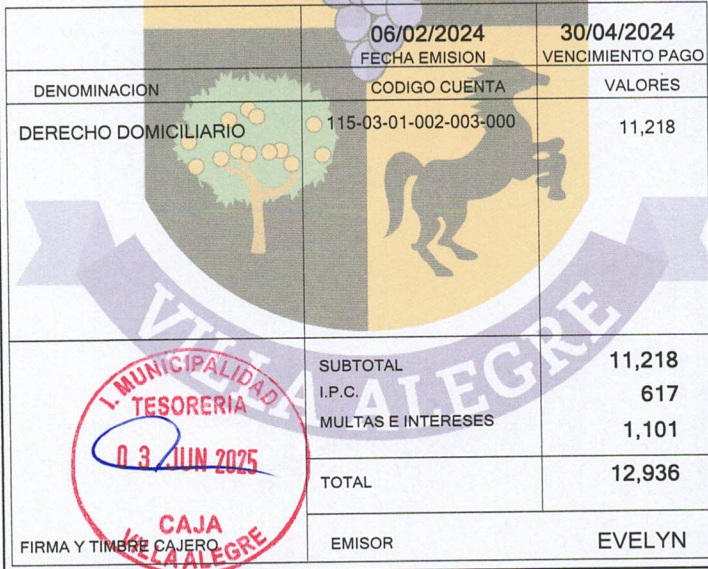 06/02/2024 30/04/2024
FECHA EMISION VENCIMIENTO PAGO
DENOMINACION CODIGO CUENTA VALORES
DERECHO DOMICILIARIO 115-03-01-002-003-000 11,218
VILLA ALEGRE
SUBTOTAL 11,218
I.P.C. 617
MULTAS E INTERESES 1,101
TOTAL 12,936
I. MUNICIPALIDAD
TESORERIA
03 JUN 2025
CAJA
VILLA ALEGRE
FIRMA Y TIMBRE CAJERO EMISOR EVELYN